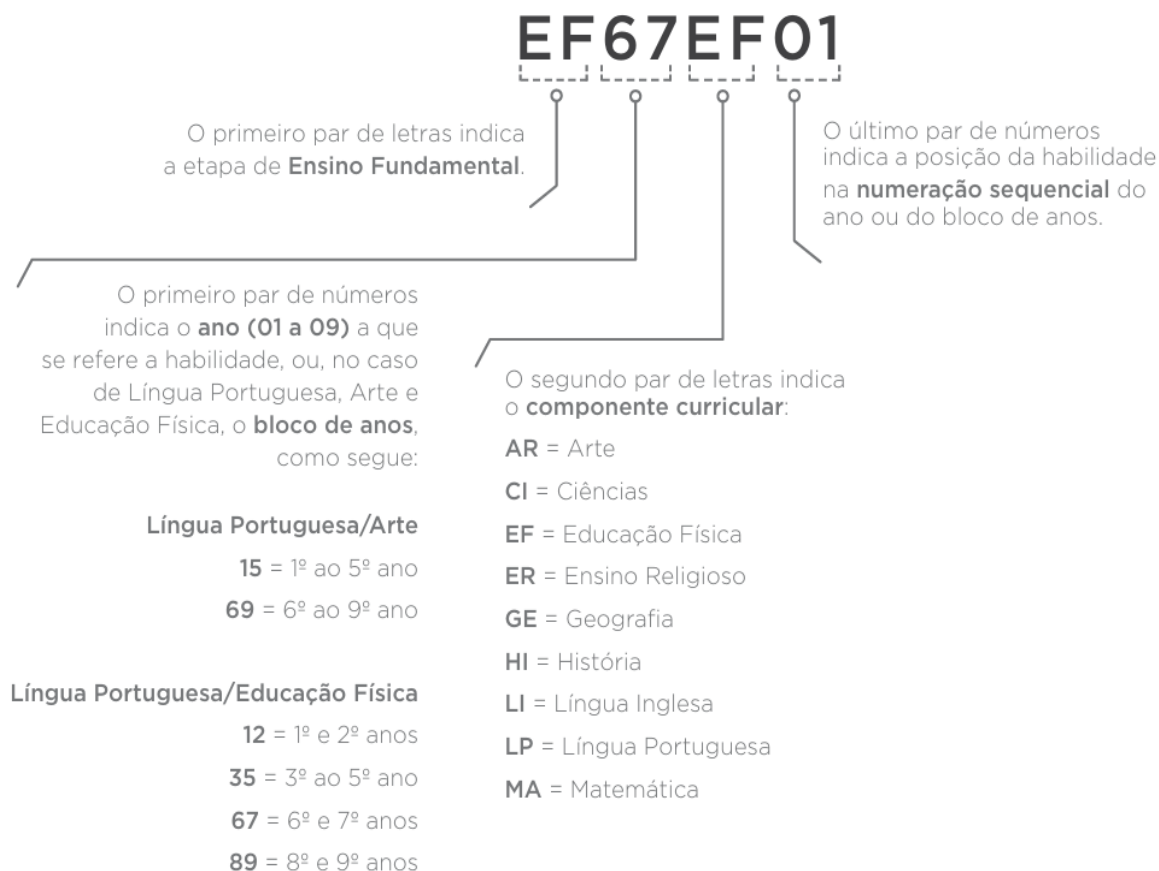 EF67EF01
O primeiro par de letras indica
a etapa de Ensino Fundamental.
O último par de números
indica a posição da habilidade
na numeração sequencial do
ano ou do bloco de anos.
O primeiro par de números
indica o ano (01 a 09) a que
se refere a habilidade, ou, no caso
de Língua Portuguesa, Arte e
Educação Física, o bloco de anos,
como segue:
Língua Portuguesa/Arte
15 = 1º ao 5º ano
69 = 6º ao 9º ano
Língua Portuguesa/Educação Física
12 = 1º e 2º anos
35 = 3º ao 5º ano
67 = 6º e 7º anos
89 = 8º e 9º anos
O segundo par de letras indica
o componente curricular:
AR = Arte
CI = Ciências
EF = Educação Física
ER = Ensino Religioso
GE = Geografia
HI = História
LI = Língua Inglesa
LP = Língua Portuguesa
MA = Matemática